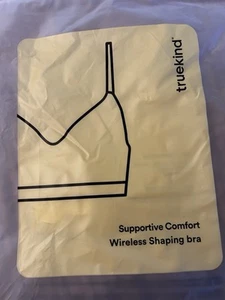 truekind®
Supportive Comfort
Wireless Shaping bra